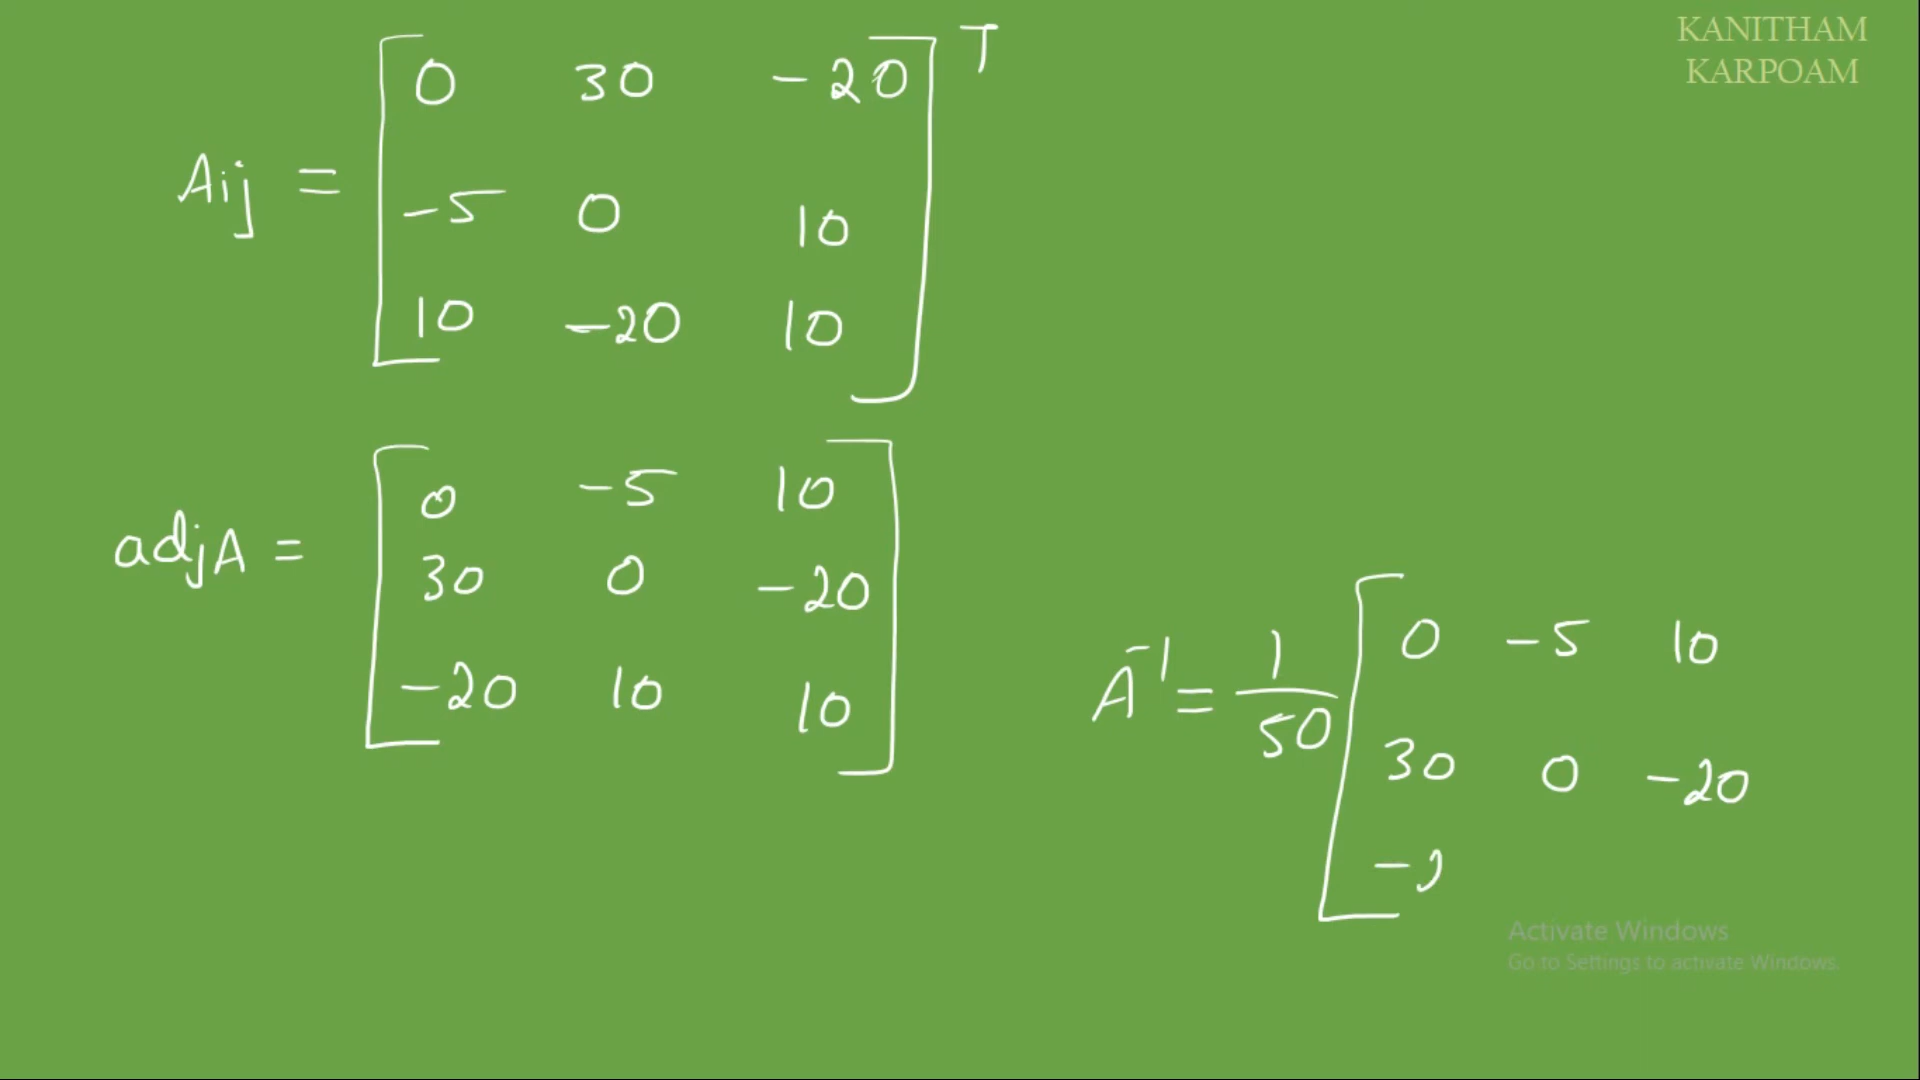 KANITHAM
KARPOAM
0 30 -20 T
Aij =
-5 0 10
10 -20 10
0 -5 10
adjA =
30 0 -20
-20 10 10
A-1 = 1/50
0 -5 10
30 0 -20
-
Activate Windows
Go to Settings to activate Windows.